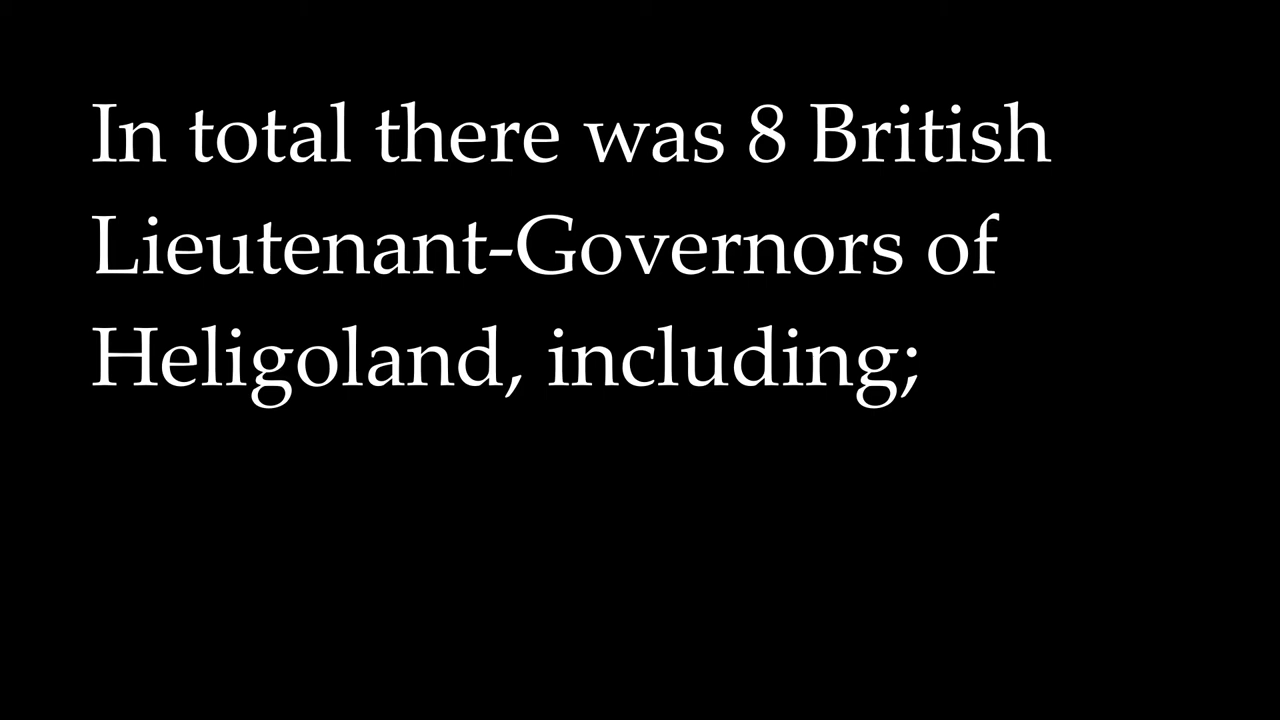 In total there was 8 British
Lieutenant-Governors of
Heligoland, including;